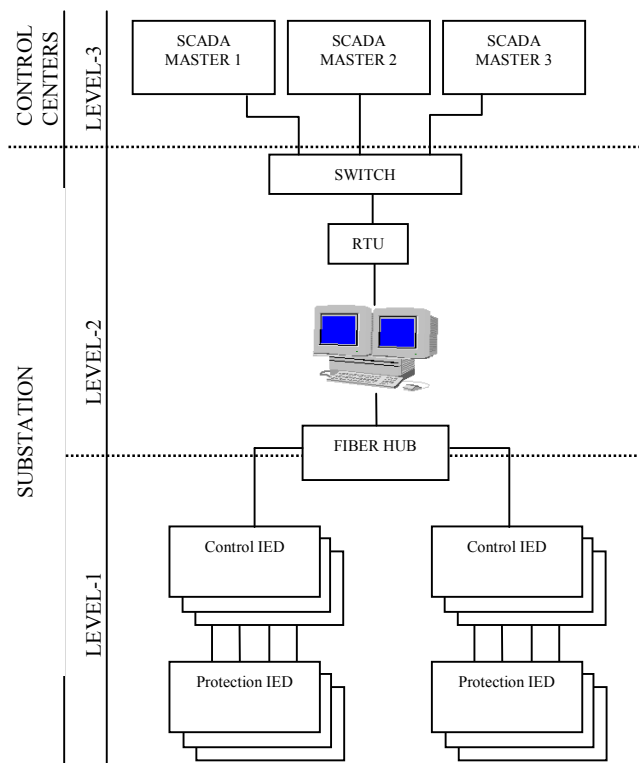 CONTROL
CENTERS
LEVEL-3
SCADA
MASTER 1
SCADA
MASTER 2
SCADA
MASTER 3
SWITCH
RTU
SUBSTATION
LEVEL-2
FIBER HUB
LEVEL-1
Control IED
Control IED
Protection IED
Protection IED